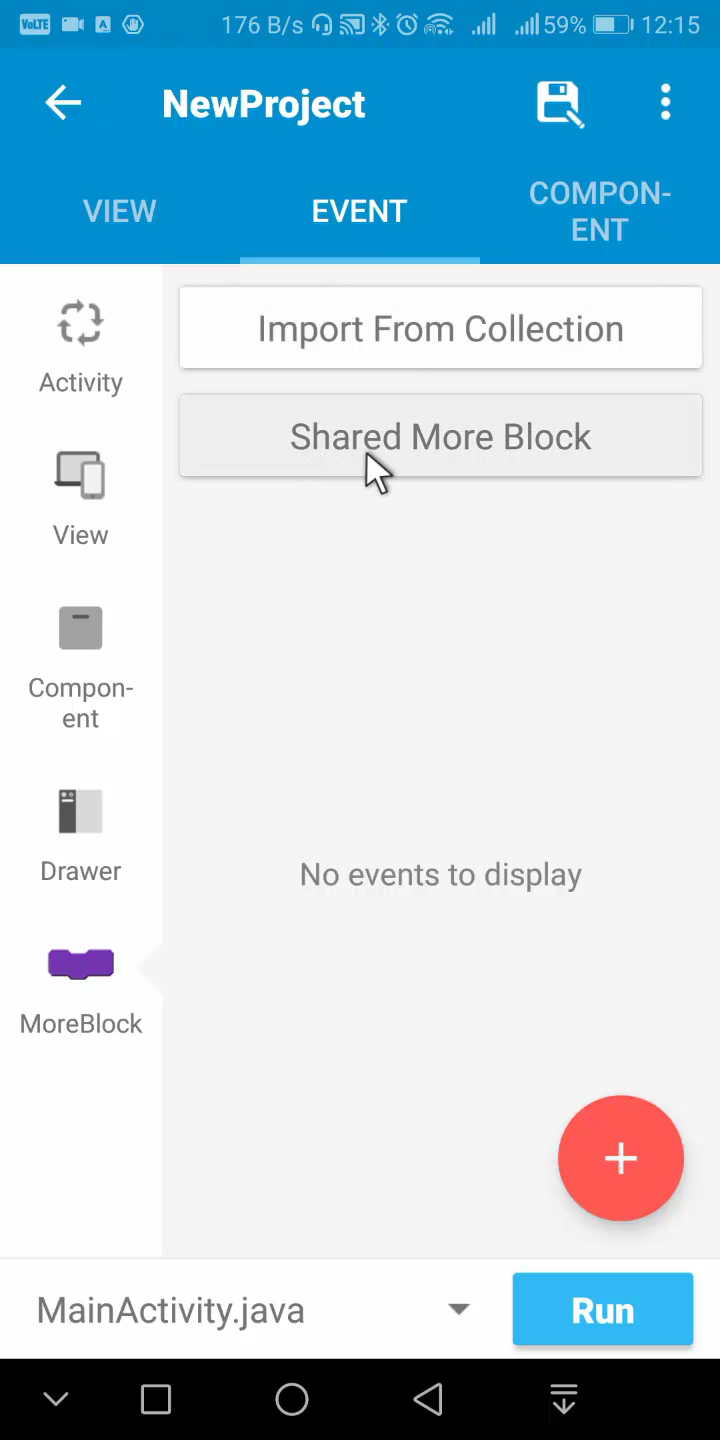 VoLTE A 176 B/s 59% 12:15
NewProject
VIEW
EVENT
COMPON-
ENT
Activity
View
Compon-
ent
Drawer
MoreBlock
Import From Collection
Shared More Block
No events to display
+
MainActivity.java
Run